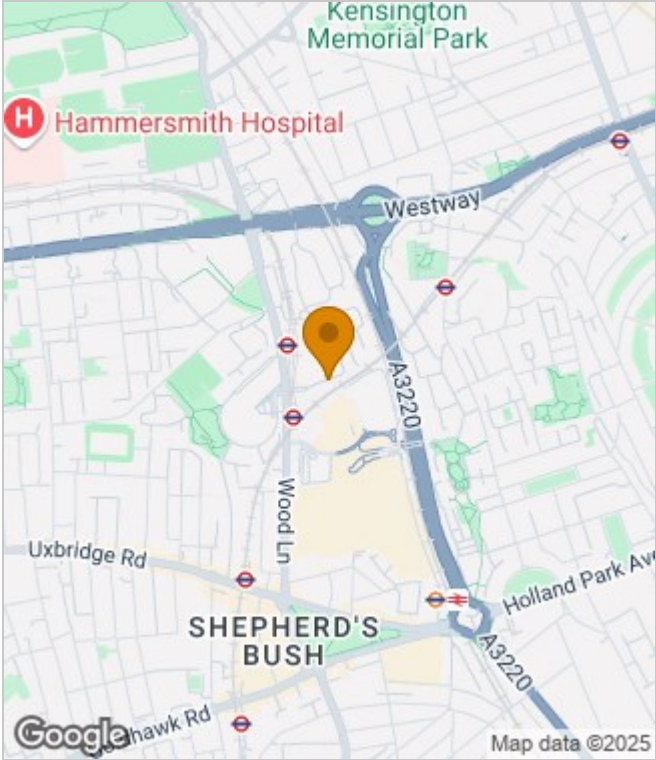 Kensington
Memorial Park
H
Hammersmith Hospital
Westway
A3220
Wood Ln
Uxbridge Rd
Holland Park Ave
SHEPHERD'S
BUSH
A3220
Rd
Google
Map data ©2025